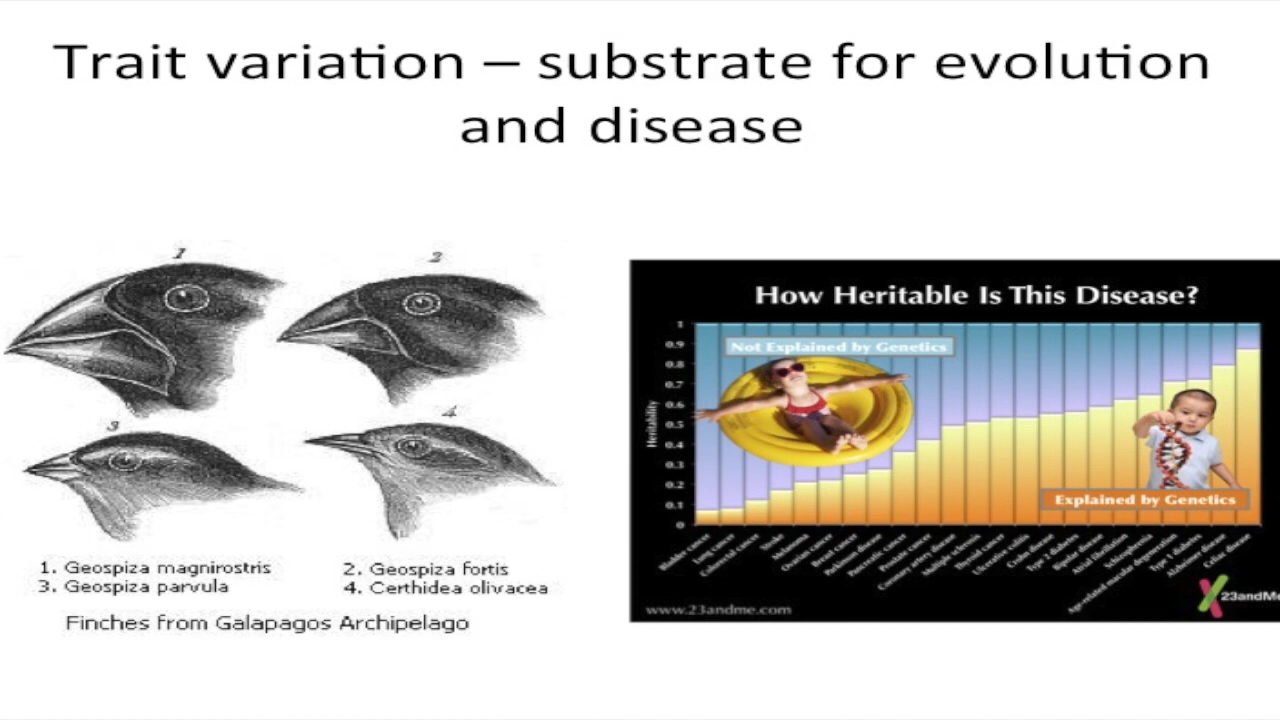 Trait variation – substrate for evolution
and disease
1
2
3
4
1. Geospiza magnirostris
2. Geospiza fortis
3. Geospiza parvula
4. Certhidea olivacea
Finches from Galapagos Archipelago
How Heritable Is This Disease?
Not Explained by Genetics
Explained by Genetics
Heritability
1
0.9
0.8
0.7
0.6
0.5
0.4
0.3
0.2
0.1
0
Bladder cancer
Lung cancer
Colorectal cancer
Stroke
Melanoma
Ovarian cancer
Breast cancer
Parkinson's disease
Pancreatic cancer
Prostate cancer
Coronary artery disease
Multiple sclerosis
Thyroid cancer
Ulcerative colitis
Crohn's disease
Type 2 diabetes
Bipolar disease
Atrial fibrillation
Schizophrenia
Age-related macular degeneration
Type 1 diabetes
Alzheimer's disease
Celiac disease
www.23andme.com
23andMe